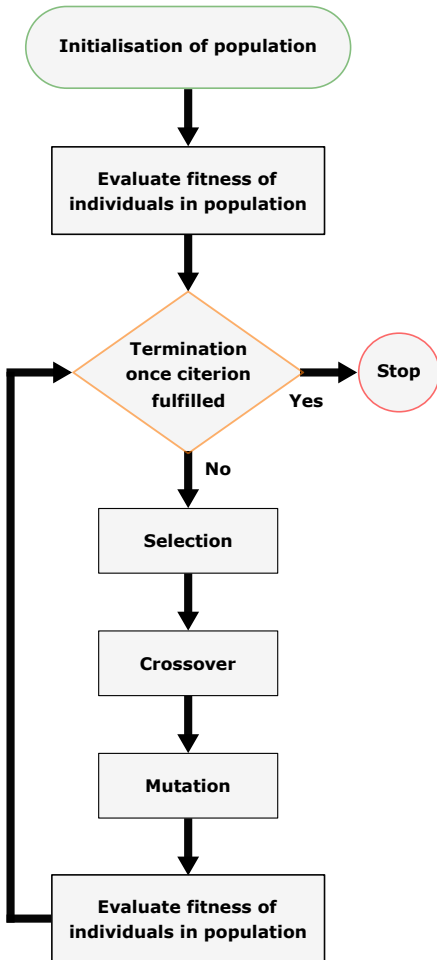 Initialisation of population
Evaluate fitness of
individuals in population
Termination
once citerion
fulfilled
Yes
Stop
No
Selection
Crossover
Mutation
Evaluate fitness of
individuals in population